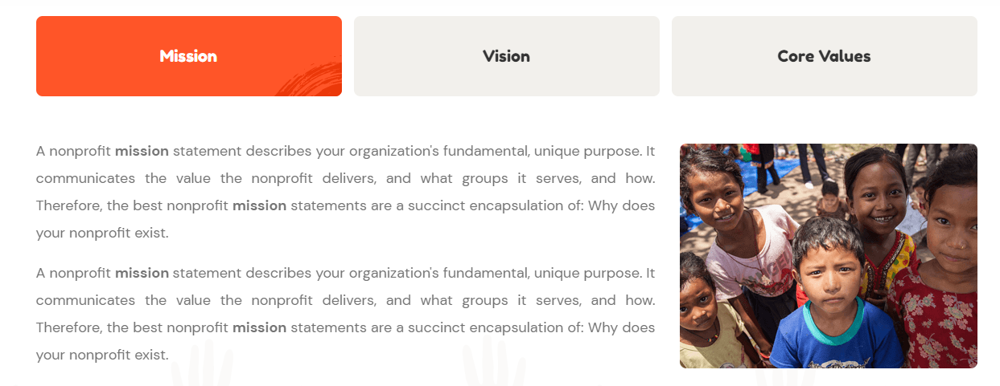 Mission
Vision
Core Values
A nonprofit mission statement describes your organization's fundamental, unique purpose. It
communicates the value the nonprofit delivers, and what groups it serves, and how.
Therefore, the best nonprofit mission statements are a succinct encapsulation of: Why does
your nonprofit exist.
A nonprofit mission statement describes your organization's fundamental, unique purpose. It
communicates the value the nonprofit delivers, and what groups it serves, and how.
Therefore, the best nonprofit mission statements are a succinct encapsulation of: Why does
your nonprofit exist.